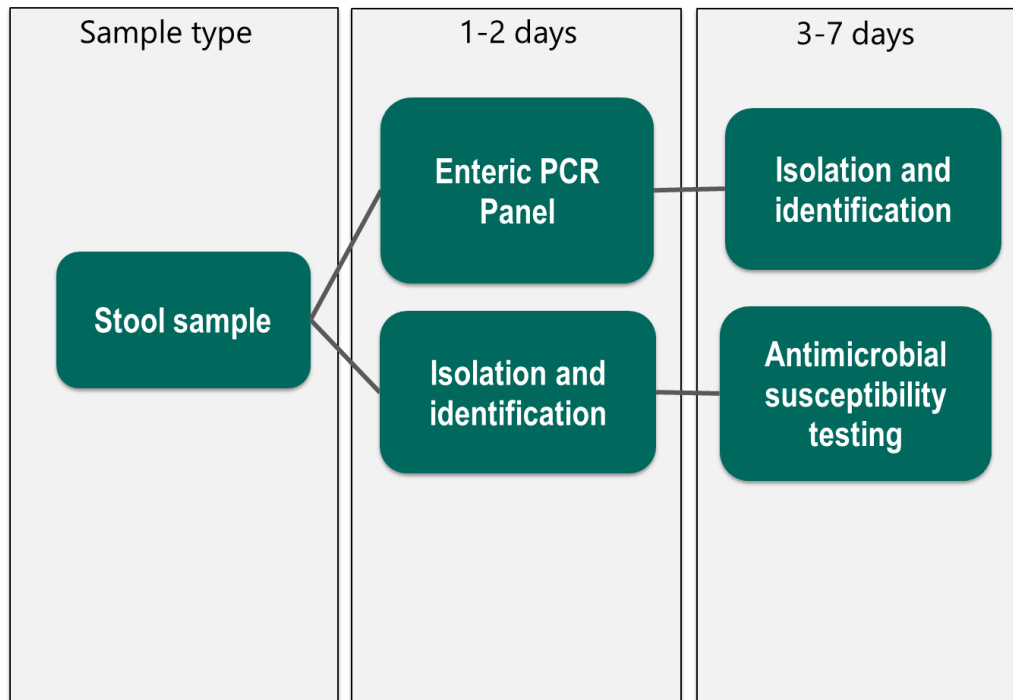 Sample type
1-2 days
3-7 days
Stool sample
Enteric PCR
Panel
Isolation and
identification
Isolation and
identification
Antimicrobial
susceptibility
testing